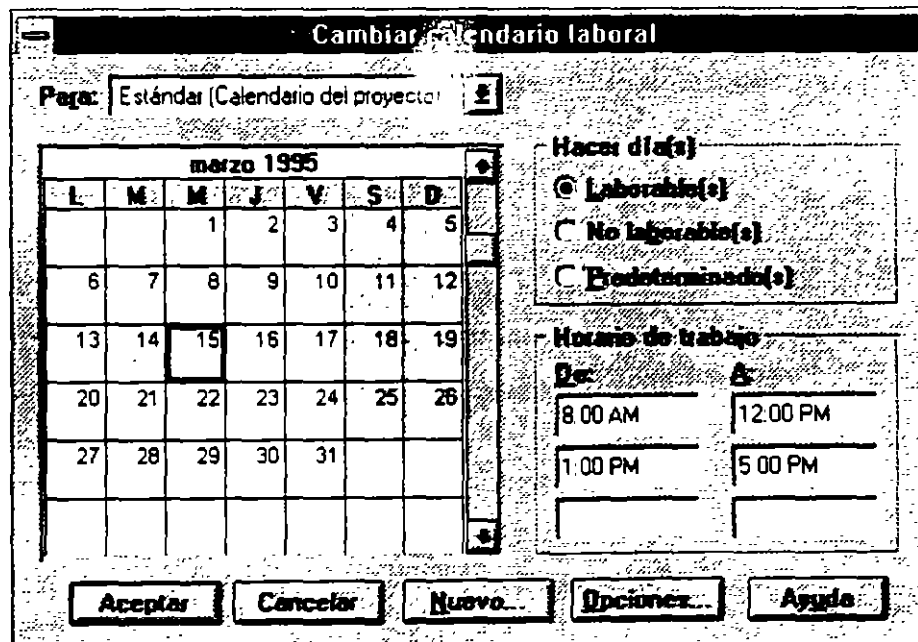 Cambiar calendario laboral
Para: Estándar (Calendario del proyecto
marzo 1995
L M M J V S D
1 2 3 4 5
6 7 8 9 10 11 12
13 14 15 16 17 18 19
20 21 22 23 24 25 26
27 28 29 30 31
Hacer día(s)
Laborable(s)
No laborable(s)
Predeterminado(s)
Horario de trabajo
De: A:
8:00 AM 12:00 PM
1:00 PM 5:00 PM
Aceptar Cancelar Nuevo... Opciones... Ayuda